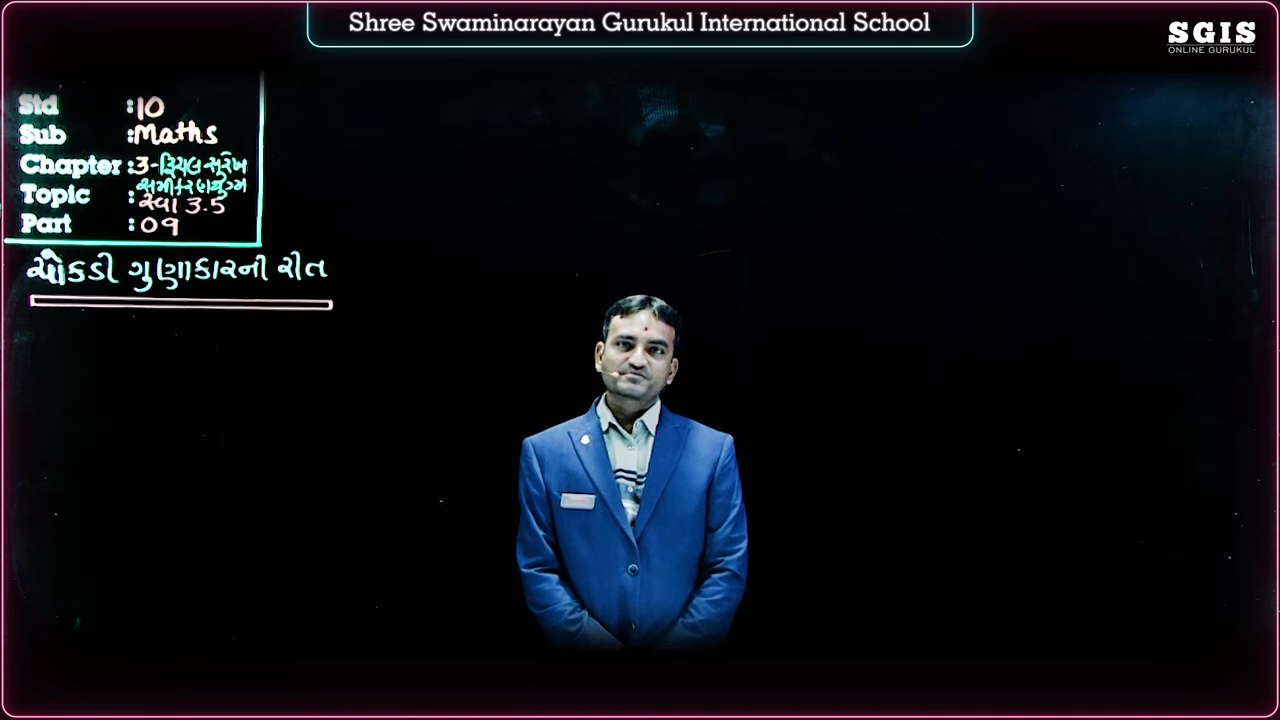 Shree Swaminarayan Gurukul International School
SGIS
ONLINE GURUKUL
Std : 10
Sub : Maths
Chapter : 3 - દ્વિચલ સુરેખ
સમીકરણયુગ્મ
Topic : સ્વા 3.5
Part : 09
ચોકડી ગુણાકારની રીત